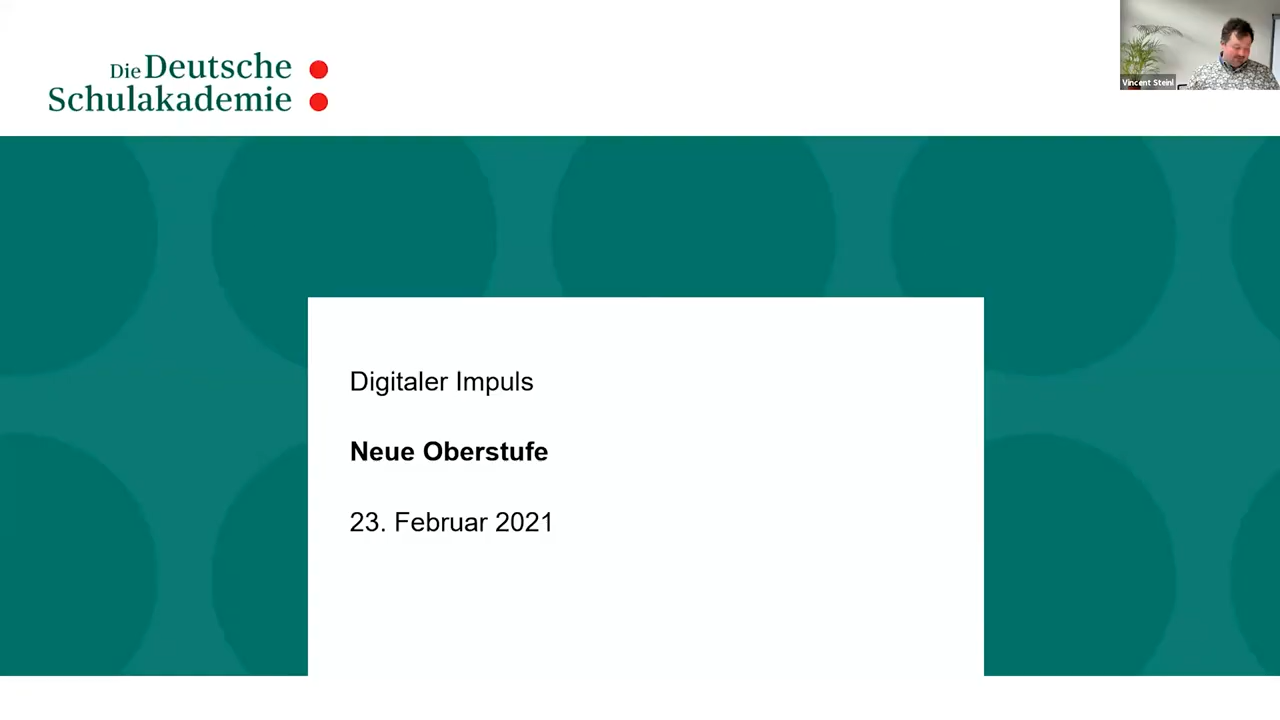 Die Deutsche
Schulakademie
Vincent Steinl
Digitaler Impuls
Neue Oberstufe
23. Februar 2021